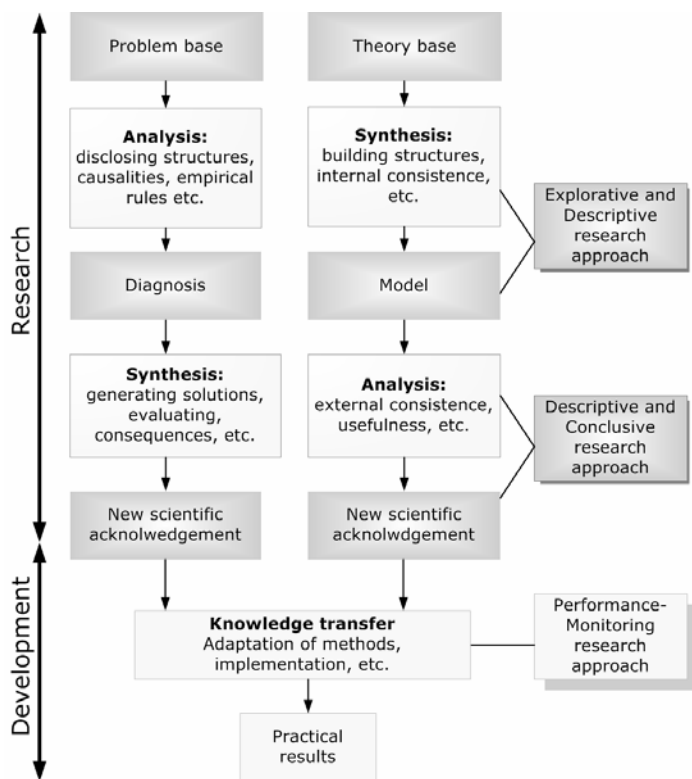 Research
Development
Problem base
Analysis:
disclosing structures,
causalities, empirical
rules etc.
Diagnosis
Synthesis:
generating solutions,
evaluating,
consequences, etc.
New scientific
acknolwedgement
Theory base
Synthesis:
building structures,
internal consistence,
etc.
Model
Analysis:
external consistence,
usefulness, etc.
New scientific
acknolwdgement
Explorative and
Descriptive
research
approach
Descriptive and
Conclusive
research
approach
Knowledge transfer
Adaptation of methods,
implementation, etc.
Performance-
Monitoring
research
approach
Practical
results